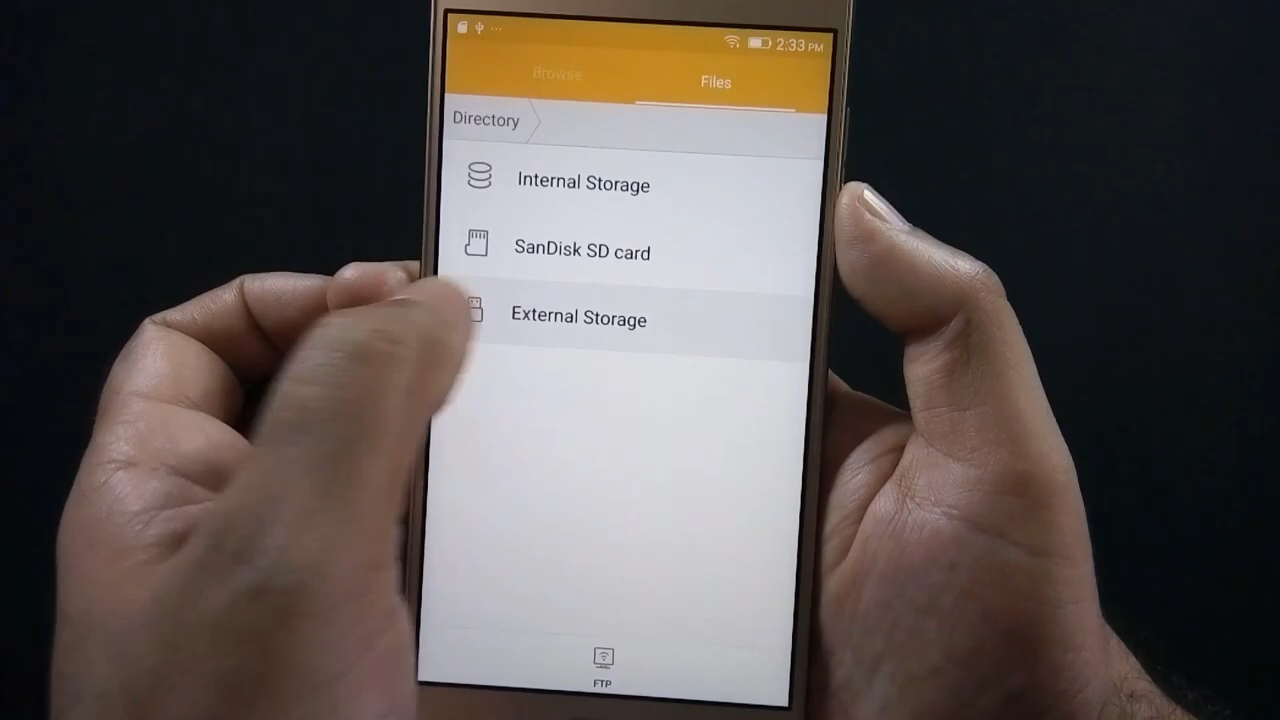 2:33 PM
Browse
Files
Directory
Internal Storage
SanDisk SD card
External Storage
FTP